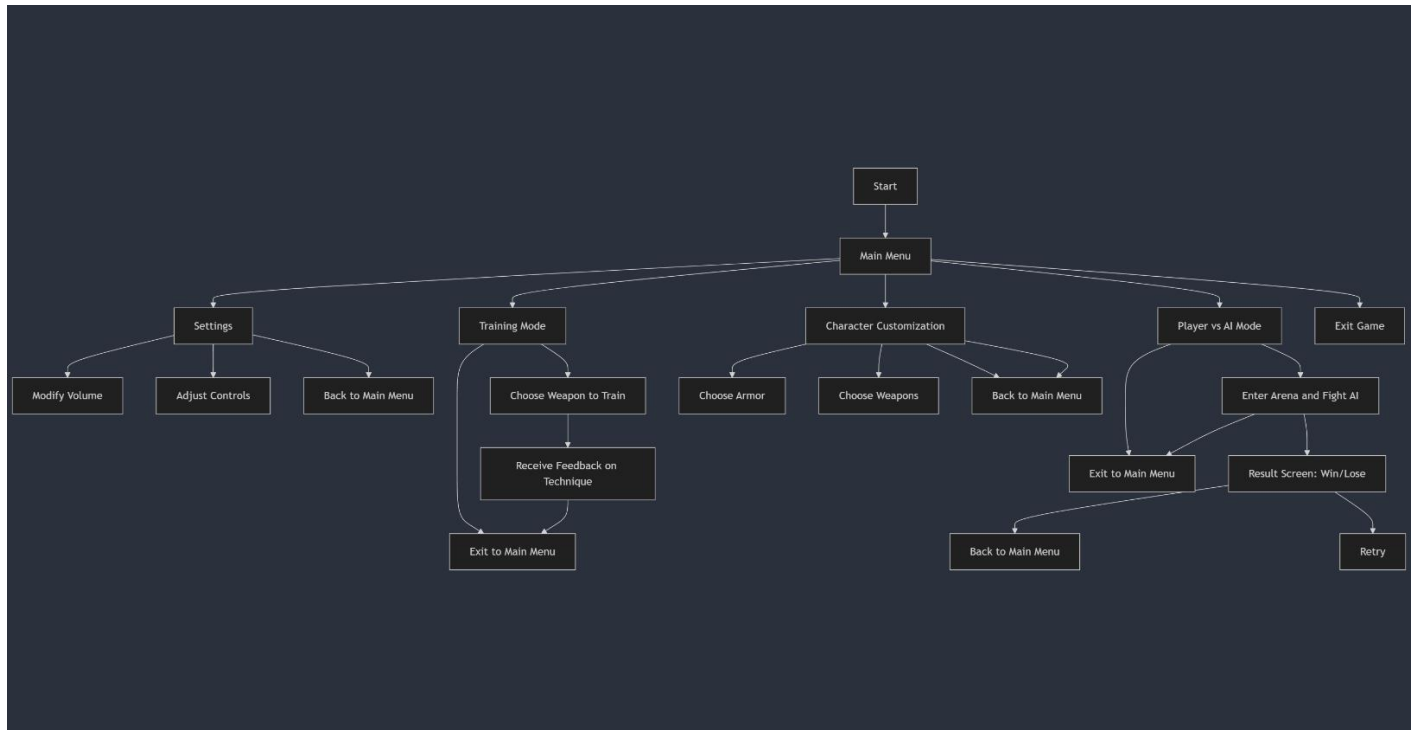 Start
Main Menu
Settings
Training Mode
Character Customization
Player vs AI Mode
Exit Game
Modify Volume
Adjust Controls
Back to Main Menu
Choose Weapon to Train
Choose Armor
Choose Weapons
Back to Main Menu
Enter Arena and Fight AI
Receive Feedback on
Technique
Exit to Main Menu
Result Screen: Win/Lose
Exit to Main Menu
Back to Main Menu
Retry